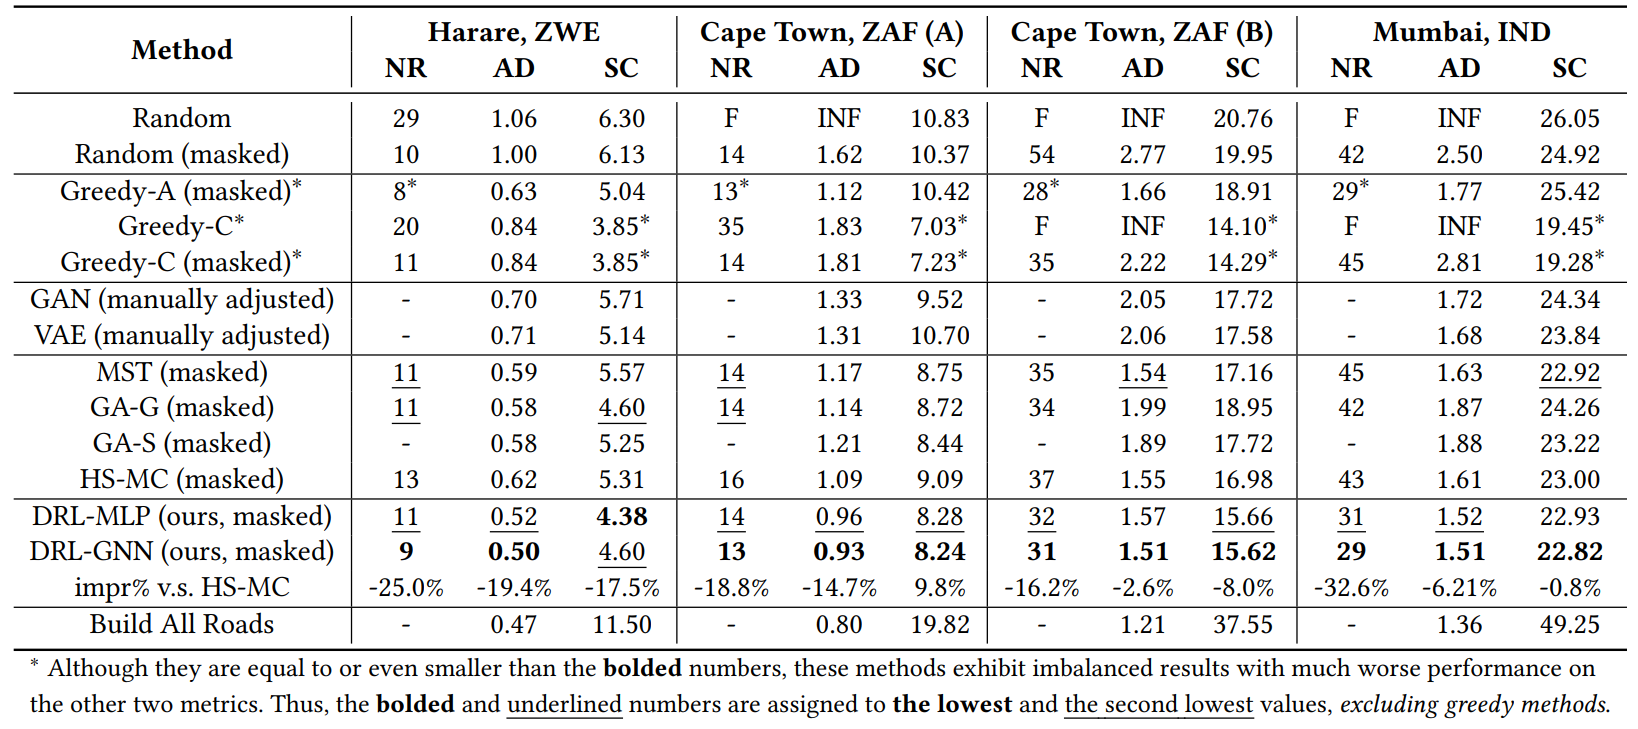 Method Harare, ZWE Cape Town, ZAF (A) Cape Town, ZAF (B) Mumbai, IND
NR AD SC NR AD SC NR AD SC NR AD SC
Random 29 1.06 6.30 F INF 10.83 F INF 20.76 F INF 26.05
Random (masked) 10 1.00 6.13 14 1.62 10.37 54 2.77 19.95 42 2.50 24.92
Greedy-A (masked)* 8* 0.63 5.04 13* 1.12 10.42 28* 1.66 18.91 29* 1.77 25.42
Greedy-C* 20 0.84 3.85* 35 1.83 7.03* F INF 14.10* F INF 19.45*
Greedy-C (masked)* 11 0.84 3.85* 14 1.81 7.23* 35 2.22 14.29* 45 2.81 19.28*
GAN (manually adjusted) - 0.70 5.71 - 1.33 9.52 - 2.05 17.72 - 1.72 24.34
VAE (manually adjusted) - 0.71 5.14 - 1.31 10.70 - 2.06 17.58 - 1.68 23.84
MST (masked) 11 0.59 5.57 14 1.17 8.75 35 1.54 17.16 45 1.63 22.92
GA-G (masked) 11 0.58 4.60 14 1.14 8.72 34 1.99 18.95 42 1.87 24.26
GA-S (masked) - 0.58 5.25 - 1.21 8.44 - 1.89 17.72 - 1.88 23.22
HS-MC (masked) 13 0.62 5.31 16 1.09 9.09 37 1.55 16.98 43 1.61 23.00
DRL-MLP (ours, masked) 11 0.52 4.38 14 0.96 8.28 32 1.57 15.66 31 1.52 22.93
DRL-GNN (ours, masked) 9 0.50 4.60 13 0.93 8.24 31 1.51 15.62 29 1.51 22.82
impr% v.s. HS-MC -25.0% -19.4% -17.5% -18.8% -14.7% 9.8% -16.2% -2.6% -8.0% -32.6% -6.21% -0.8%
Build All Roads - 0.47 11.50 - 0.80 19.82 - 1.21 37.55 - 1.36 49.25
* Although they are equal to or even smaller than the bolded numbers, these methods exhibit imbalanced results with much worse performance on
the other two metrics. Thus, the bolded and underlined numbers are assigned to the lowest and the second lowest values, excluding greedy methods.